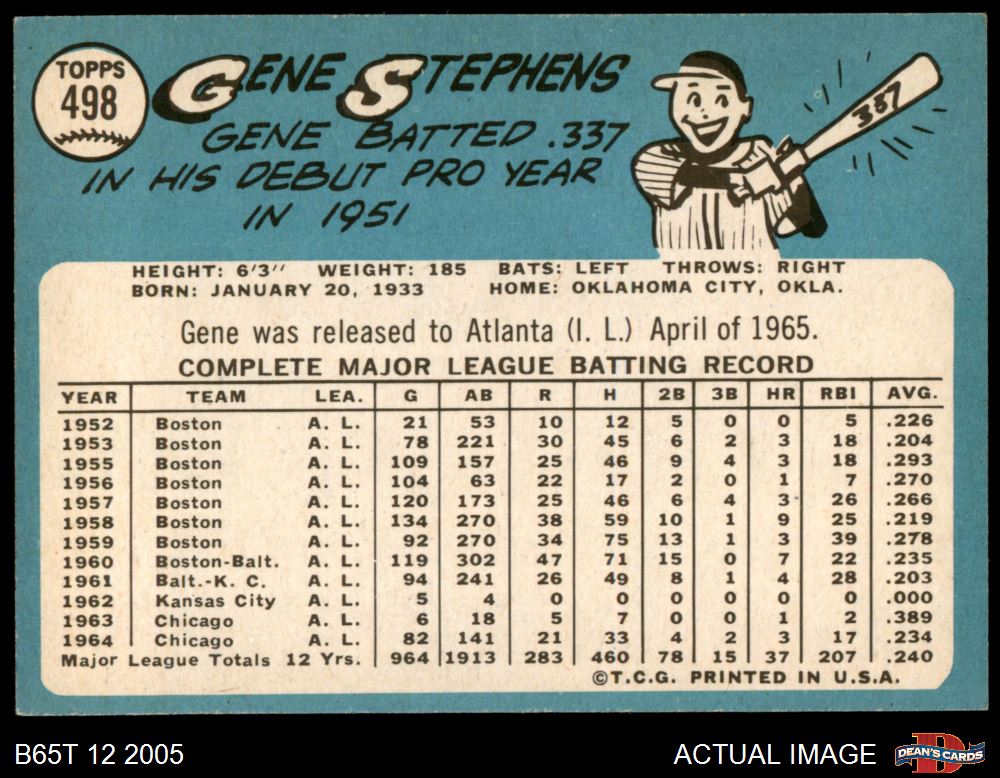 TOPPS
498
GENE STEPHENS
GENE BATTED .337
IN HIS DEBUT PRO YEAR
IN 1951
337
HEIGHT: 6'3" WEIGHT: 185 BATS: LEFT THROWS: RIGHT
BORN: JANUARY 20, 1933 HOME: OKLAHOMA CITY, OKLA.
Gene was released to Atlanta (I. L.) April of 1965.
COMPLETE MAJOR LEAGUE BATTING RECORD
YEAR TEAM LEA. G AB R H 2B 3B HR RBI AVG.
1952 Boston A. L. 21 53 10 12 5 0 0 5 .226
1953 Boston A. L. 78 221 30 45 6 2 3 18 .204
1955 Boston A. L. 109 157 25 46 9 4 3 18 .293
1956 Boston A. L. 104 63 22 17 2 0 1 7 .270
1957 Boston A. L. 120 173 25 46 6 4 3 26 .266
1958 Boston A. L. 134 270 38 59 10 1 9 25 .219
1959 Boston A. L. 92 270 34 75 13 1 3 39 .278
1960 Boston-Balt. A. L. 119 302 47 71 15 0 7 22 .235
1961 Balt.-K. C. A. L. 94 241 26 49 8 1 4 28 .203
1962 Kansas City A. L. 5 4 0 0 0 0 0 0 .000
1963 Chicago A. L. 6 18 5 7 0 0 1 2 .389
1964 Chicago A. L. 82 141 21 33 4 2 3 17 .234
Major League Totals 12 Yrs. 964 1913 283 460 78 15 37 207 .240
©T.C.G. PRINTED IN U.S.A.
B65T 12 2005 ACTUAL IMAGE
D
DEAN'S CARDS